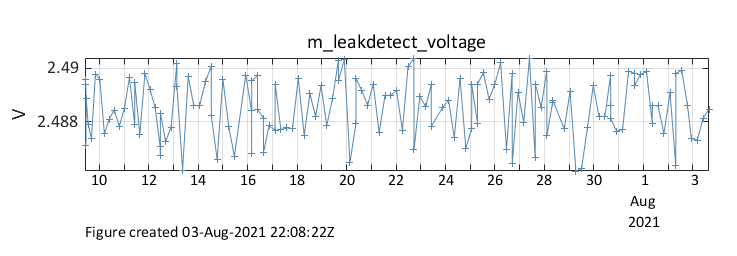 m_leakdetect_voltage
2.49
V
2.488
10 12 14 16 18 20 22 24 26 28 30 1 3
Aug
2021
Figure created 03-Aug-2021 22:08:22Z